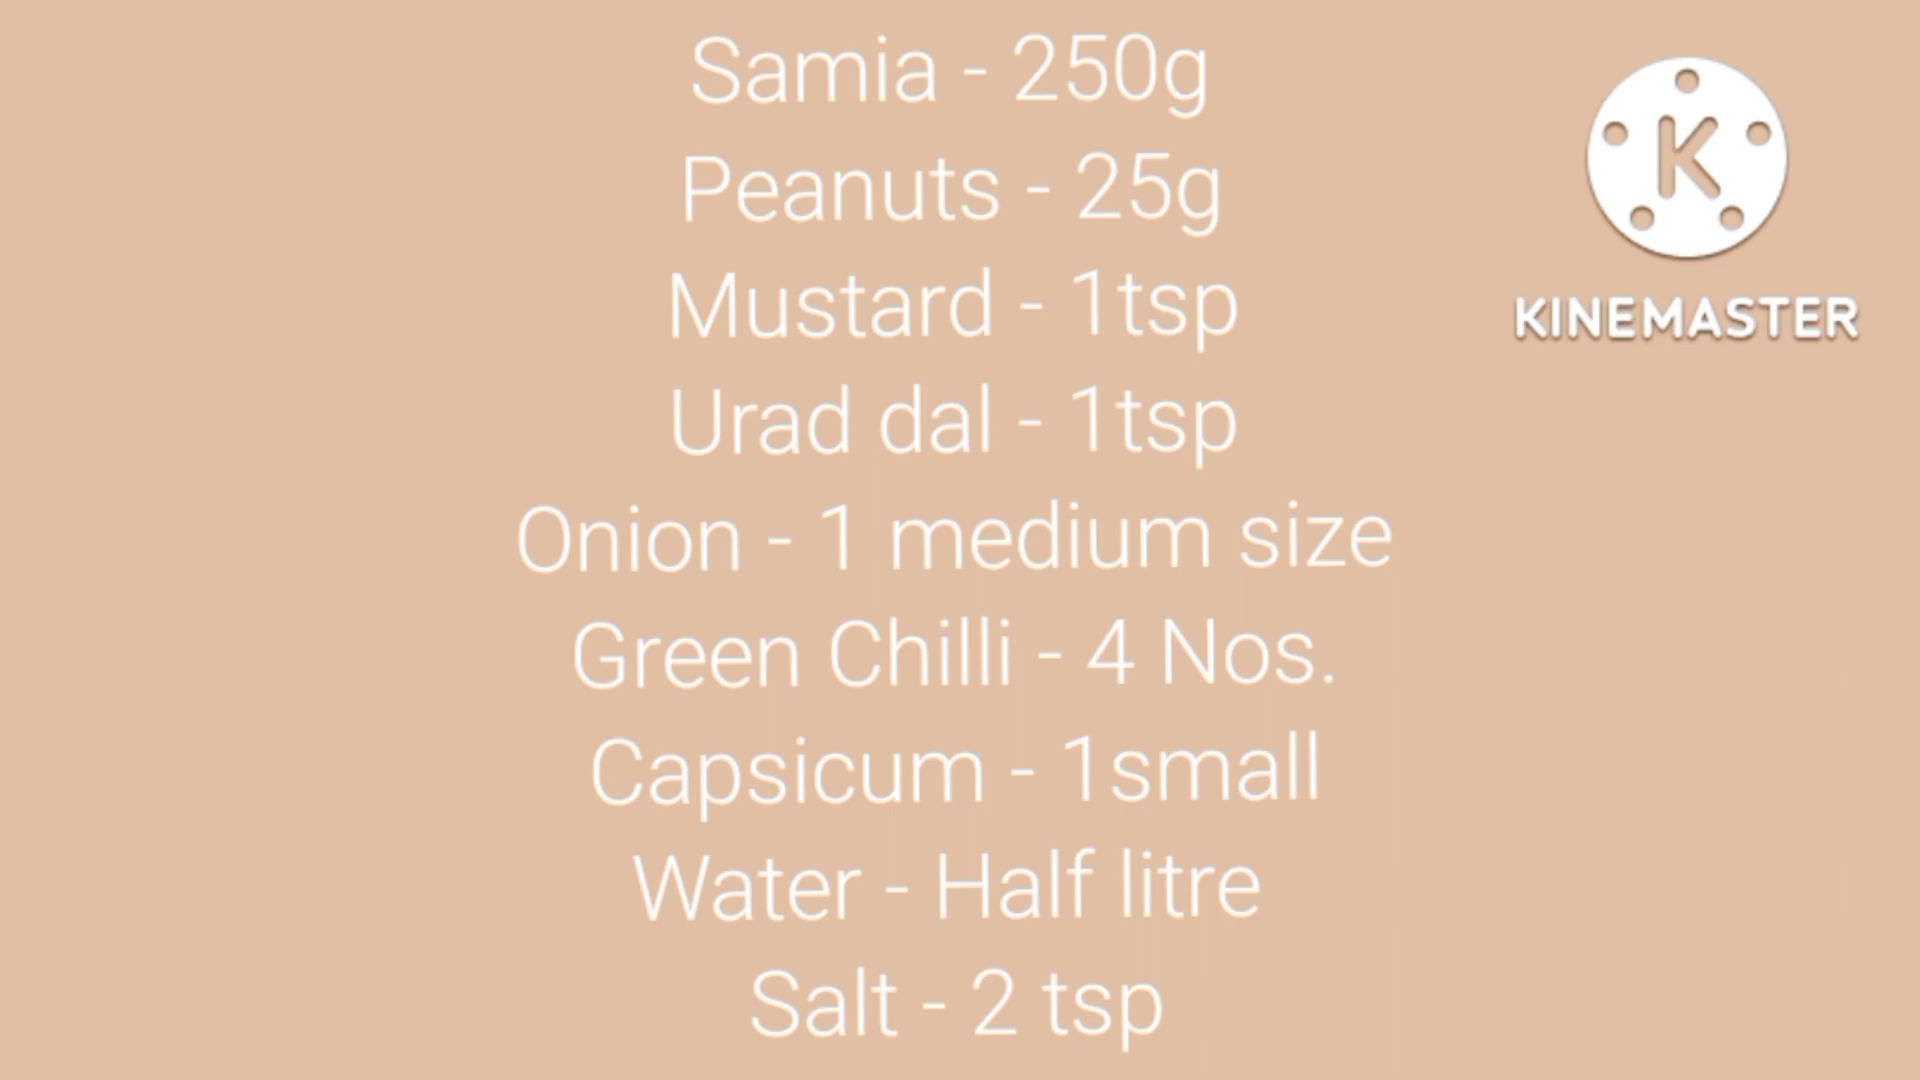 Samia - 250g
Peanuts - 25g
Mustard - 1tsp
Urad dal - 1tsp
Onion - 1 medium size
Green Chilli - 4 Nos.
Capsicum - 1small
Water - Half litre
Salt - 2 tsp
K
KINEMASTER